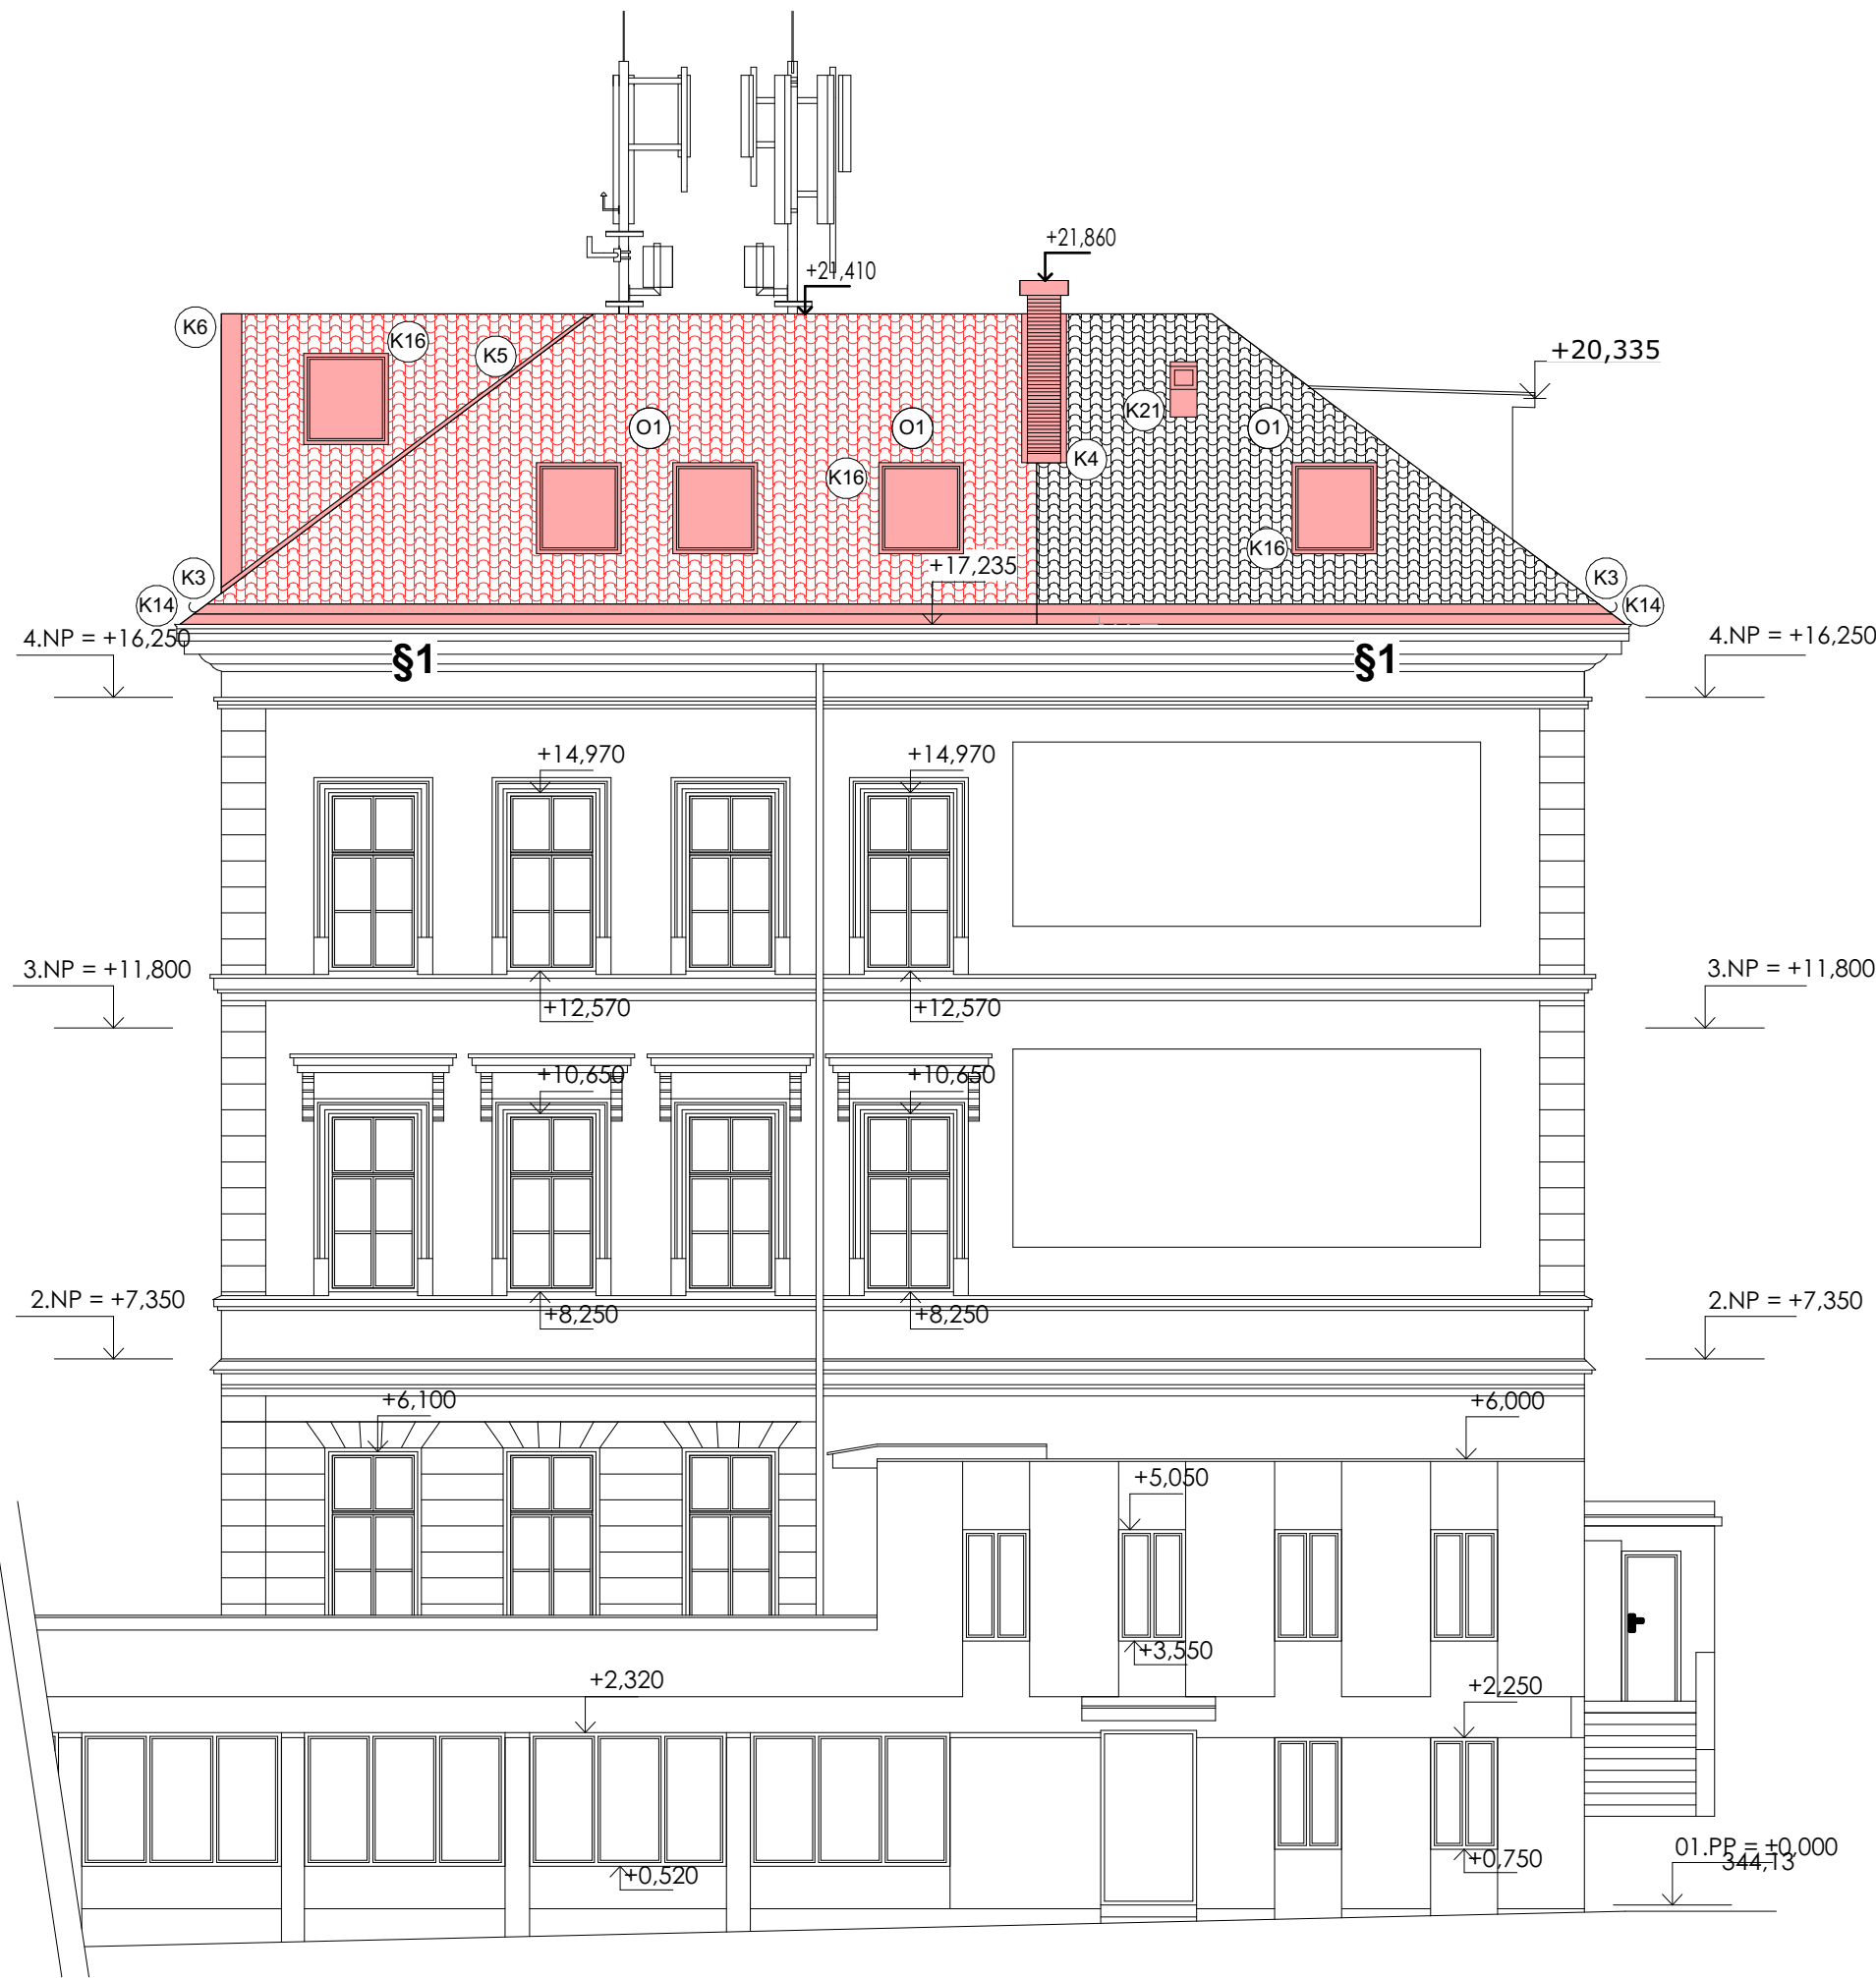 +21,860
+21,410
K6
K16
K5
+20,335
K21
O1
O1
O1
K4
K16
K16
+17,235
K3
K3
K14
K14
4.NP = +16,250
§1
§1
4.NP = +16,250
+14,970
+14,970
3.NP = +11,800
3.NP = +11,800
+12,570
+12,570
+10,650
+10,650
2.NP = +7,350
2.NP = +7,350
+8,250
+8,250
+6,100
+6,000
+5,050
+3,550
+2,320
+2,250
01.PP = ±0,000
344,13
+0,520
+0,750